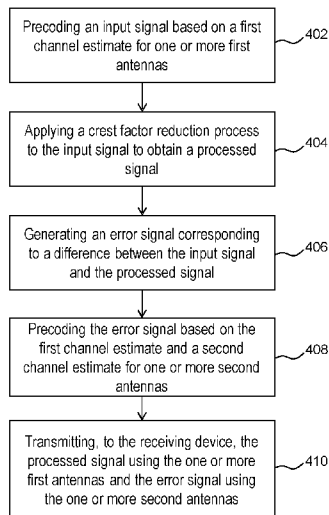 Precoding an input signal based on a first
channel estimate for one or more first
antennas
402
Applying a crest factor reduction process
to the input signal to obtain a processed
signal
404
Generating an error signal corresponding
to a difference between the input signal
and the processed signal
406
Precoding the error signal based on the
first channel estimate and a second
channel estimate for one or more second
antennas
408
Transmitting, to the receiving device, the
processed signal using the one or more
first antennas and the error signal using
the one or more second antennas
410